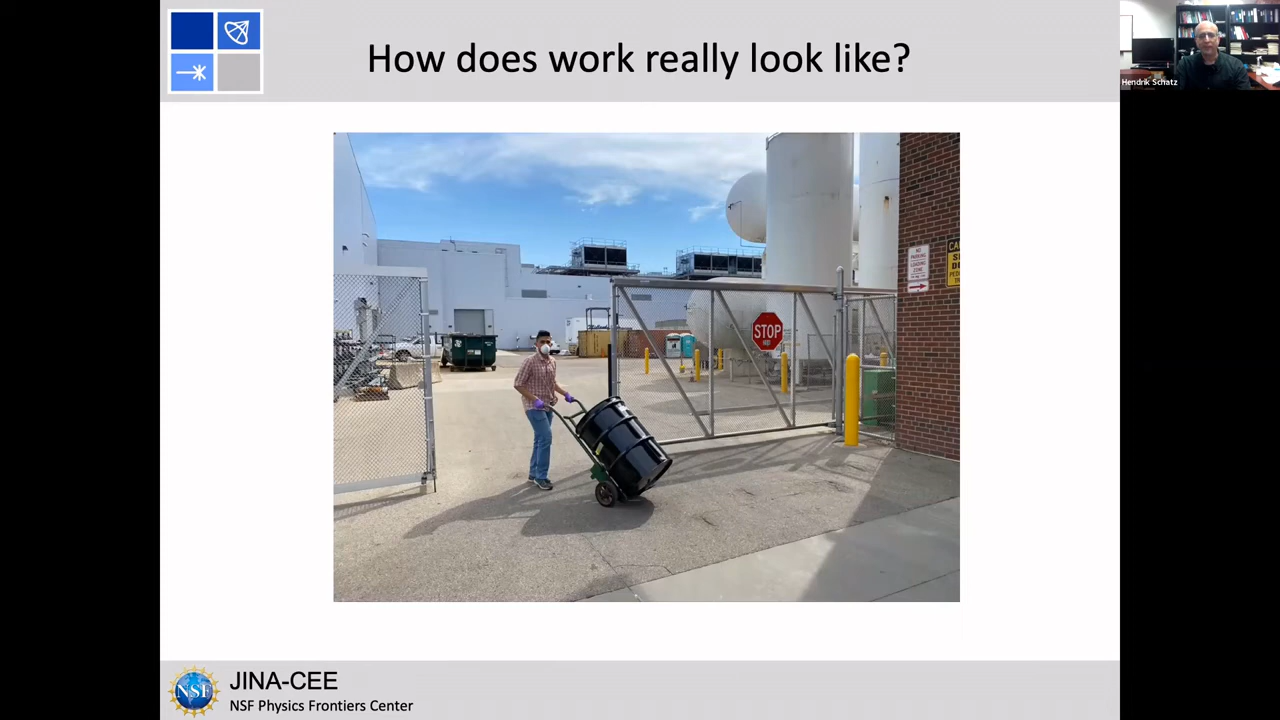 How does work really look like?
Hendrik Schatz
NO
PARKING
LOADING
ZONE
STOP
NSF
JINA-CEE
NSF Physics Frontiers Center